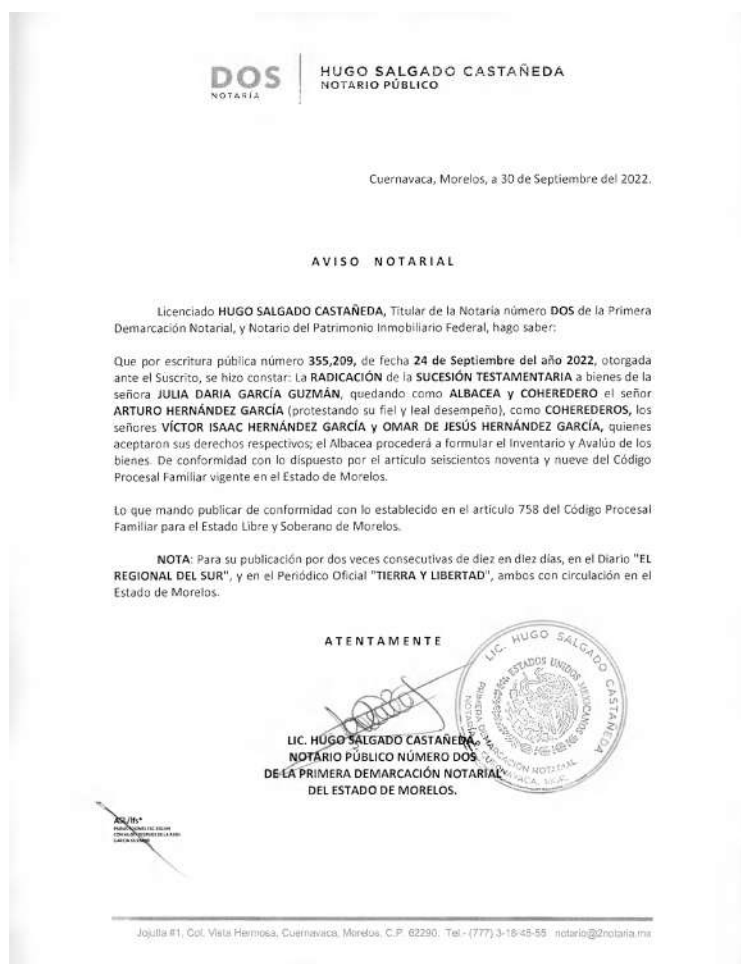 DOS
NOTARÍA
HUGO SALGADO CASTAÑEDA
NOTARIO PÚBLICO
Cuernavaca, Morelos, a 30 de Septiembre del 2022.
AVISO NOTARIAL
Licenciado HUGO SALGADO CASTAÑEDA, Titular de la Notaría número DOS de la Primera
Demarcación Notarial, y Notario del Patrimonio Inmobiliario Federal, hago saber:
Que por escritura pública número 355,209, de fecha 24 de Septiembre del año 2022, otorgada
ante el Suscrito, se hizo constar: La RADICACIÓN de la SUCESIÓN TESTAMENTARIA a bienes de la
señora JULIA DARIA GARCÍA GUZMÁN, quedando como ALBACEA y COHEREDERO el señor
ARTURO HERNÁNDEZ GARCÍA (protestando su fiel y leal desempeño), como COHEREDEROS, los
señores VÍCTOR ISAAC HERNÁNDEZ GARCÍA y OMAR DE JESÚS HERNÁNDEZ GARCÍA, quienes
aceptaron sus derechos respectivos; el Albacea procederá a formular el Inventario y Avalúo de los
bienes. De conformidad con lo dispuesto por el artículo seiscientos noventa y nueve del Código
Procesal Familiar vigente en el Estado de Morelos.
Lo que mando publicar de conformidad con lo establecido en el artículo 758 del Código Procesal
Familiar para el Estado Libre y Soberano de Morelos.
NOTA: Para su publicación por dos veces consecutivas de diez en diez días, en el Diario "EL
REGIONAL DEL SUR", y en el Periódico Oficial "TIERRA Y LIBERTAD", ambos con circulación en el
Estado de Morelos.
ATENTAMENTE
LIC. HUGO SALGADO CASTAÑEDA
ESTADOS UNIDOS MEXICANOS
PRIMERA DEMARCACIÓN NOTARIAL
CUERNAVACA, MOR.
LIC. HUGO SALGADO CASTAÑEDA
NOTARIO PÚBLICO NÚMERO DOS
DE LA PRIMERA DEMARCACIÓN NOTARIAL
DEL ESTADO DE MORELOS.
Jojutla #1, Col. Vista Hermosa, Cuernavaca, Morelos, C.P. 62290. Tel.- (777) 3-18-45-55 notario@2notaria.mx